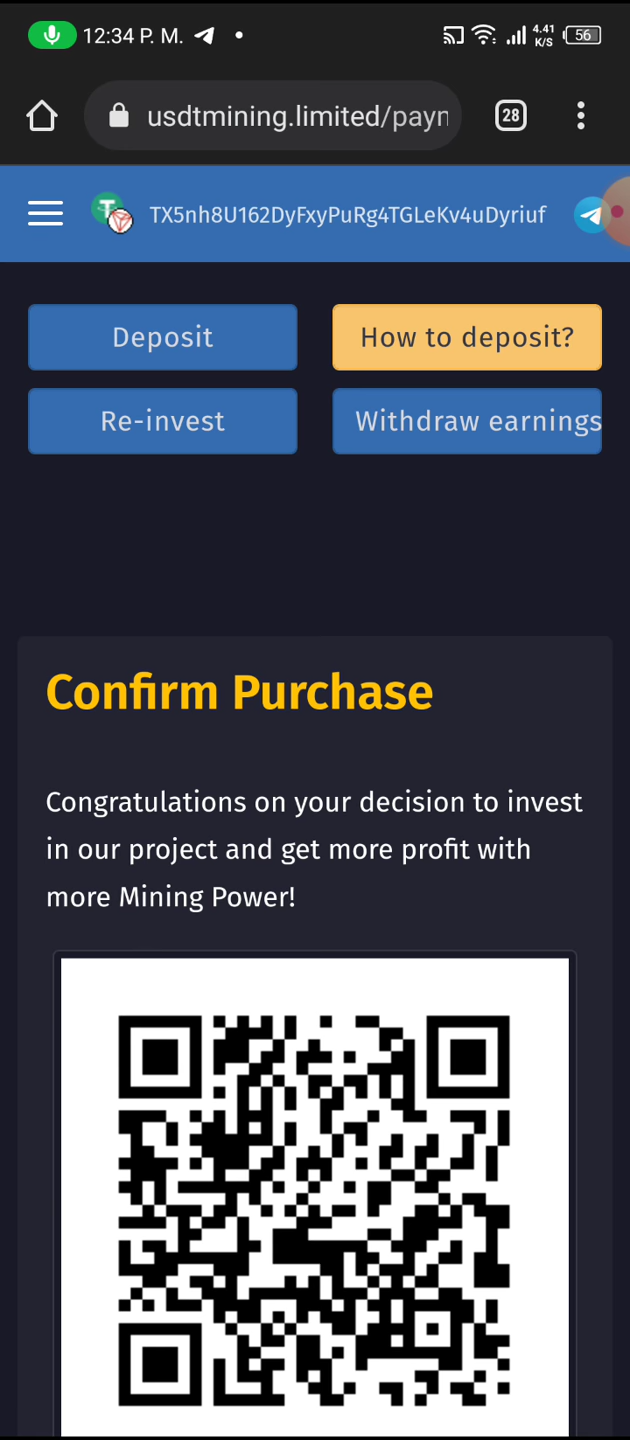 12:34 P. M.
4.41
K/S
56
usdtmining.limited/payn
28
TX5nh8U162DyFxyPuRg4TGLeKv4uDyriuf
Deposit
How to deposit?
Re-invest
Withdraw earnings
Confirm Purchase
Congratulations on your decision to invest
in our project and get more profit with
more Mining Power!